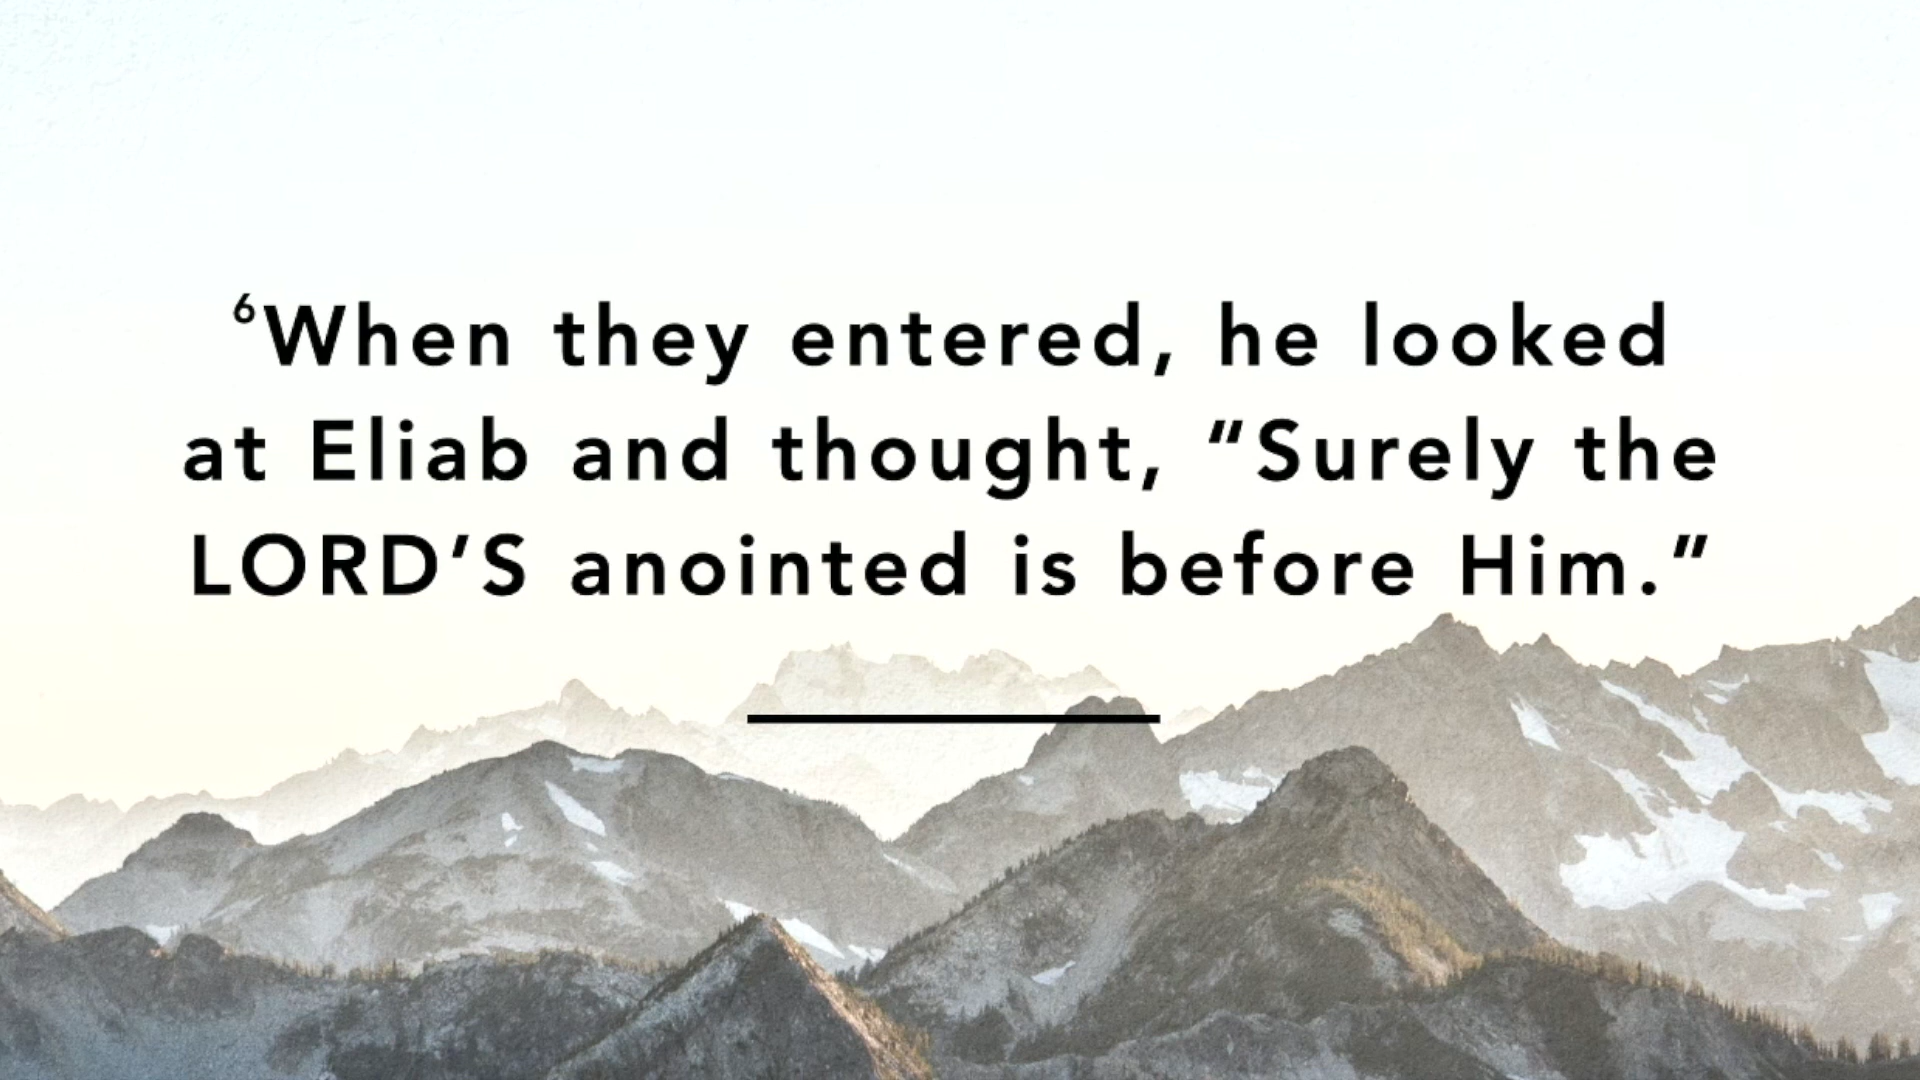 ⁶When they entered, he looked
at Eliab and thought, “Surely the
LORD’S anointed is before Him.”